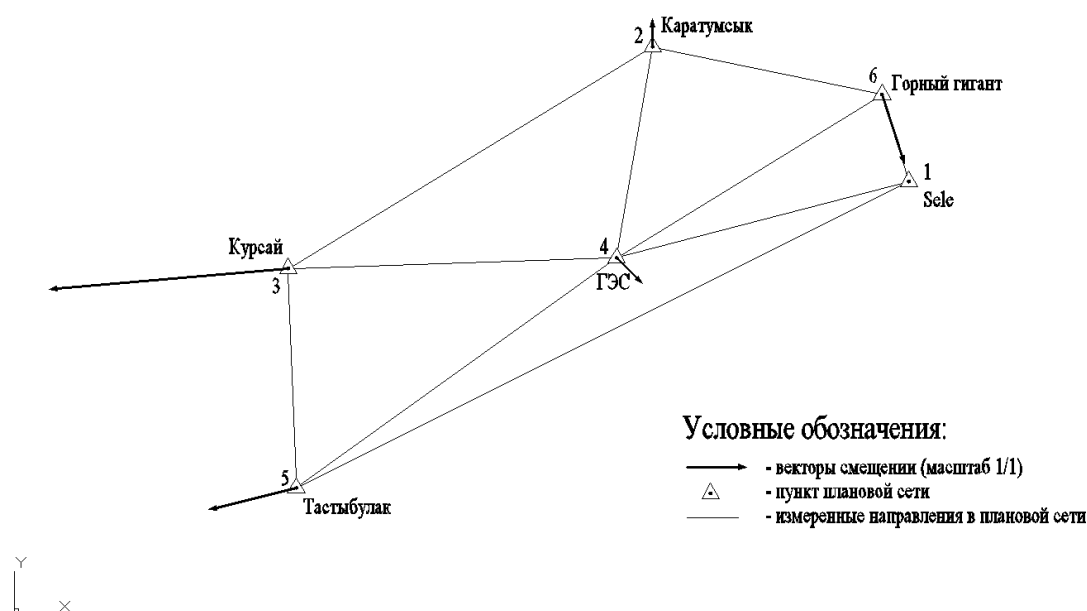 2 Каратумсык
6 Горный гигант
1
Sele
Курсай
3
4
ГЭС
5
Тастыбулак
Условные обозначения:
- векторы смещении (масштаб 1/1)
- пункт плановой сети
- измеренные направления в плановой сети
Y
X